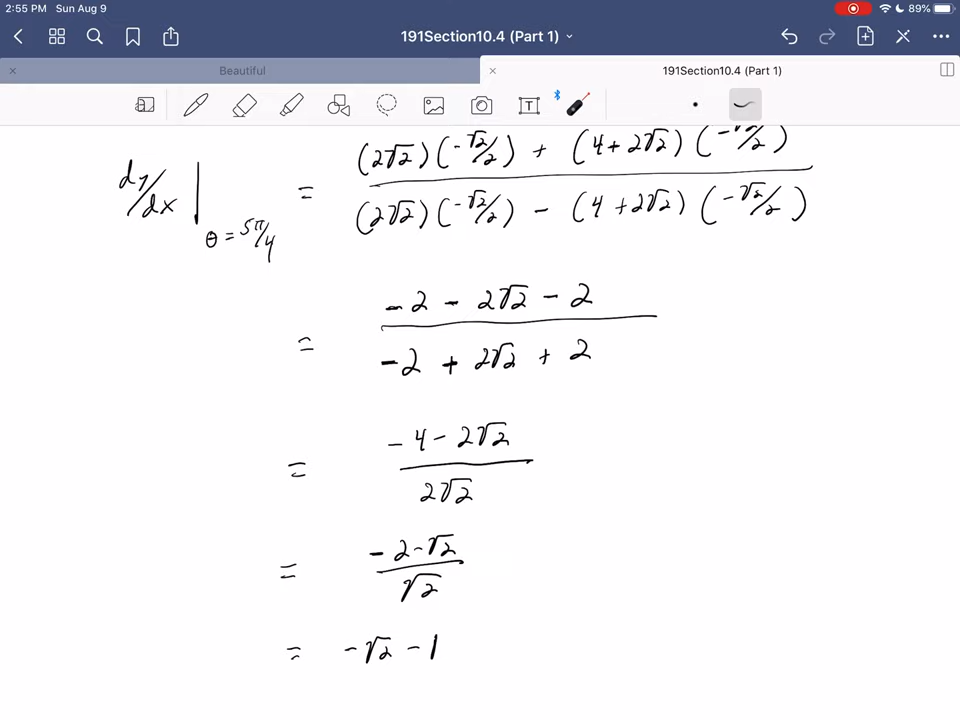 2:55 PM Sun Aug 9 89%
191Section10.4 (Part 1)
Beautiful 191Section10.4 (Part 1)
T
dy/dx | θ = 5π/4 = (2√2)(-√2/2) + (4+2√2)(-√2/2)
(2√2)(-√2/2) - (4+2√2)(-√2/2)
= -2 - 2√2 - 2
-2 + 2√2 + 2
= -4 - 2√2
2√2
= -2-√2
√2
= -√2 - 1